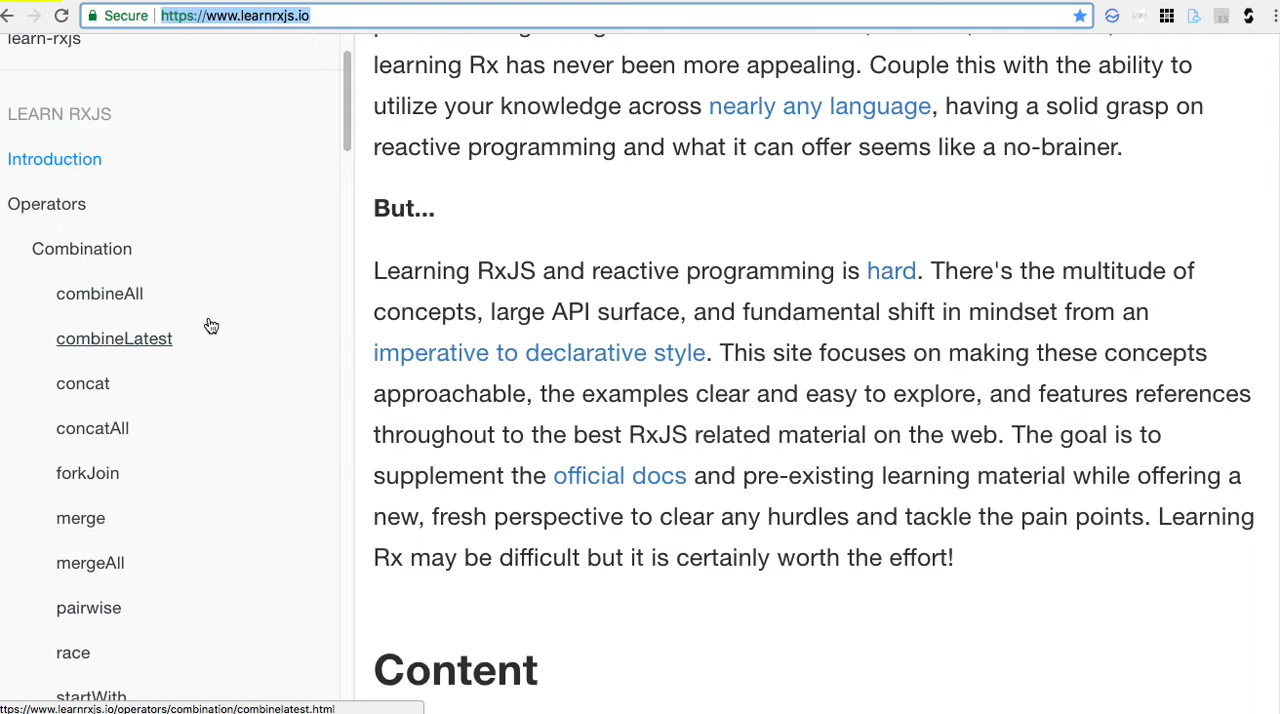 Secure
https://www.learnrxjs.io
learn-rxjs
LEARN RXJS
Introduction
Operators
Combination
combineAll
combineLatest
concat
concatAll
forkJoin
merge
mergeAll
pairwise
race
startWith
ttps://www.learnrxjs.io/operators/combination/combinelatest.html
learning Rx has never been more appealing. Couple this with the ability to
utilize your knowledge across nearly any language, having a solid grasp on
reactive programming and what it can offer seems like a no-brainer.
But...
Learning RxJS and reactive programming is hard. There's the multitude of
concepts, large API surface, and fundamental shift in mindset from an
imperative to declarative style. This site focuses on making these concepts
approachable, the examples clear and easy to explore, and features references
throughout to the best RxJS related material on the web. The goal is to
supplement the official docs and pre-existing learning material while offering a
new, fresh perspective to clear any hurdles and tackle the pain points. Learning
Rx may be difficult but it is certainly worth the effort!
Content